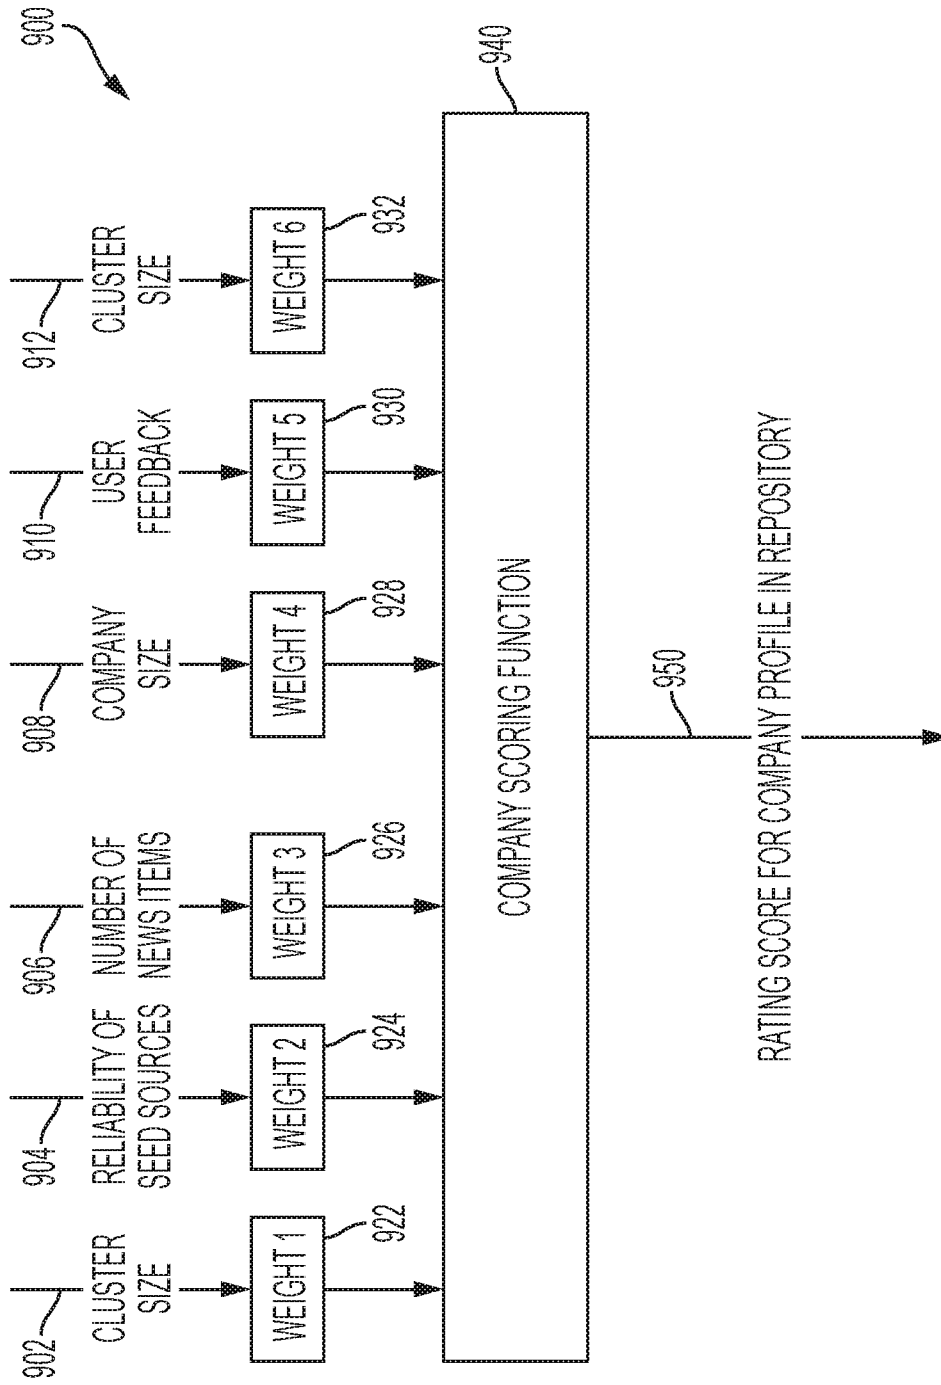 900
902
904
906
908
910
912
CLUSTER
SIZE
RELIABILITY OF
SEED SOURCES
NUMBER OF
NEWS ITEMS
COMPANY
SIZE
USER
FEEDBACK
CLUSTER
SIZE
WEIGHT 1
WEIGHT 2
WEIGHT 3
WEIGHT 4
WEIGHT 5
WEIGHT 6
922
924
926
928
930
932
940
COMPANY SCORING FUNCTION
950
RATING SCORE FOR COMPANY PROFILE IN REPOSITORY